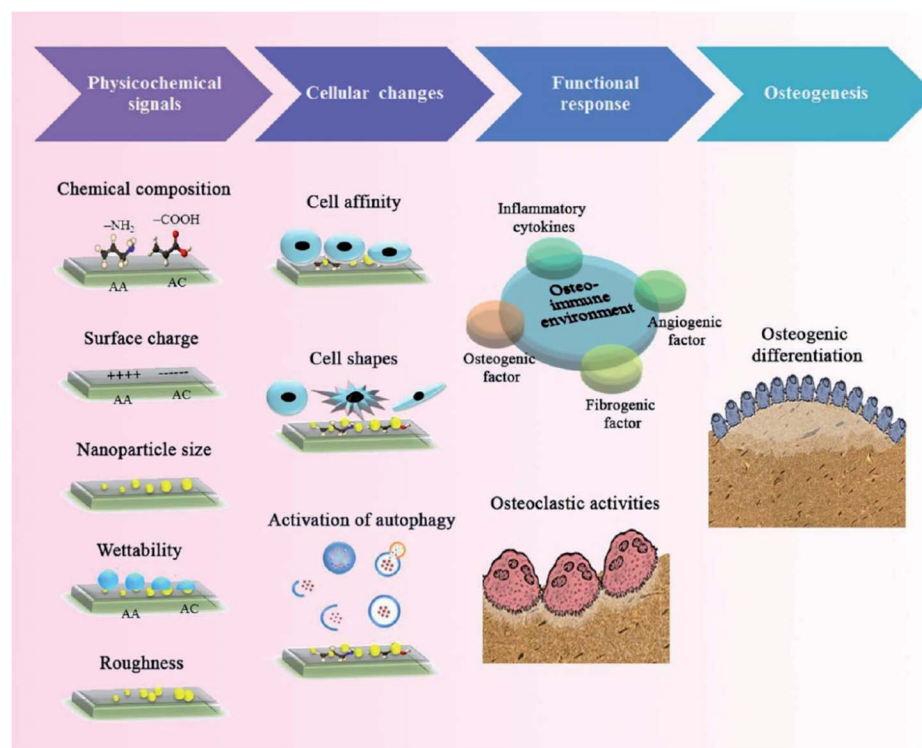 Physicochemical
signals
Cellular changes
Functional
response
Osteogenesis
Chemical composition
–NH₂
–COOH
AA
AC
Surface charge
++++
------
AA
AC
Nanoparticle size
Wettability
AA
AC
Roughness
Cell affinity
Cell shapes
Activation of autophagy
Inflammatory
cytokines
Osteo-
immune
environment
Angiogenic
factor
Osteogenic
factor
Fibrogenic
factor
Osteoclastic activities
Osteogenic
differentiation